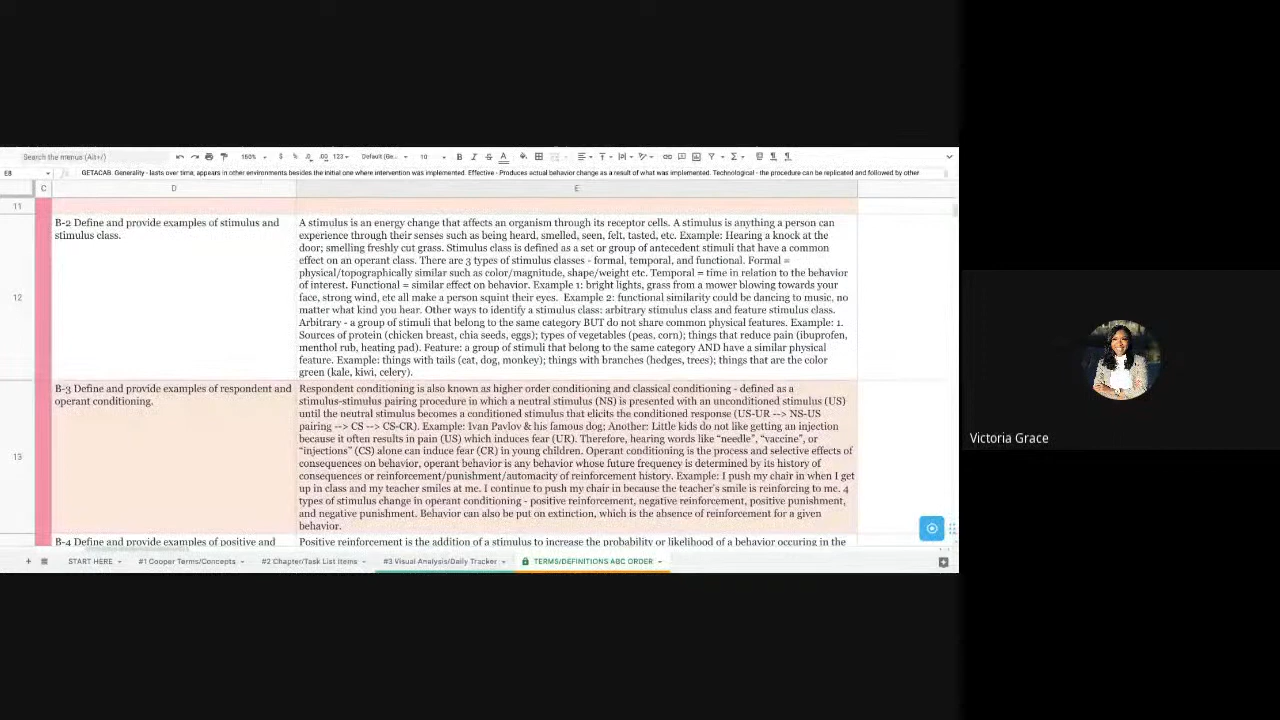 Search the menus (Alt+/)
150%
$ % .0 .00 123
Default (Ge...
10
B I S A
E8
GETACAB. Generality - lasts over time, appears in other environments besides the initial one where intervention was implemented. Effective - Produces actual behavior change as a result of what was implemented. Technological - the procedure can be replicated and followed by other
C D E
11
12
B-2 Define and provide examples of stimulus and
stimulus class.
A stimulus is an energy change that affects an organism through its receptor cells. A stimulus is anything a person can
experience through their senses such as being heard, smelled, seen, felt, tasted, etc. Example: Hearing a knock at the
door; smelling freshly cut grass. Stimulus class is defined as a set or group of antecedent stimuli that have a common
effect on an operant class. There are 3 types of stimulus classes - formal, temporal, and functional. Formal =
physical/topographically similar such as color/magnitude, shape/weight etc. Temporal = time in relation to the behavior
of interest. Functional = similar effect on behavior. Example 1: bright lights, grass from a mower blowing towards your
face, strong wind, etc all make a person squint their eyes. Example 2: functional similarity could be dancing to music, no
matter what kind you hear. Other ways to identify a stimulus class: arbitrary stimulus class and feature stimulus class.
Arbitrary - a group of stimuli that belong to the same category BUT do not share common physical features. Example: 1.
Sources of protein (chicken breast, chia seeds, eggs); types of vegetables (peas, corn); things that reduce pain (ibuprofen,
menthol rub, heating pad). Feature: a group of stimuli that belong to the same category AND have a similar physical
feature. Example: things with tails (cat, dog, monkey); things with branches (hedges, trees); things that are the color
green (kale, kiwi, celery).
13
B-3 Define and provide examples of respondent and
operant conditioning.
Respondent conditioning is also known as higher order conditioning and classical conditioning - defined as a
stimulus-stimulus pairing procedure in which a neutral stimulus (NS) is presented with an unconditioned stimulus (US)
until the neutral stimulus becomes a conditioned stimulus that elicits the conditioned response (US-UR --> NS-US
pairing --> CS --> CS-CR). Example: Ivan Pavlov & his famous dog; Another: Little kids do not like getting an injection
because it often results in pain (US) which induces fear (UR). Therefore, hearing words like “needle”, “vaccine”, or
“injections” (CS) alone can induce fear (CR) in young children. Operant conditioning is the process and selective effects of
consequences on behavior, operant behavior is any behavior whose future frequency is determined by its history of
consequences or reinforcement/punishment/automacity of reinforcement history. Example: I push my chair in when I get
up in class and my teacher smiles at me. I continue to push my chair in because the teacher's smile is reinforcing to me. 4
types of stimulus change in operant conditioning - positive reinforcement, negative reinforcement, positive punishment,
and negative punishment. Behavior can also be put on extinction, which is the absence of reinforcement for a given
behavior.
B-4 Define and provide examples of positive and
Positive reinforcement is the addition of a stimulus to increase the probability or likelihood of a behavior occuring in the
START HERE
#1 Cooper Terms/Concepts
#2 Chapter/Task List Items
#3 Visual Analysis/Daily Tracker
TERMS/DEFINITIONS ABC ORDER
Victoria Grace